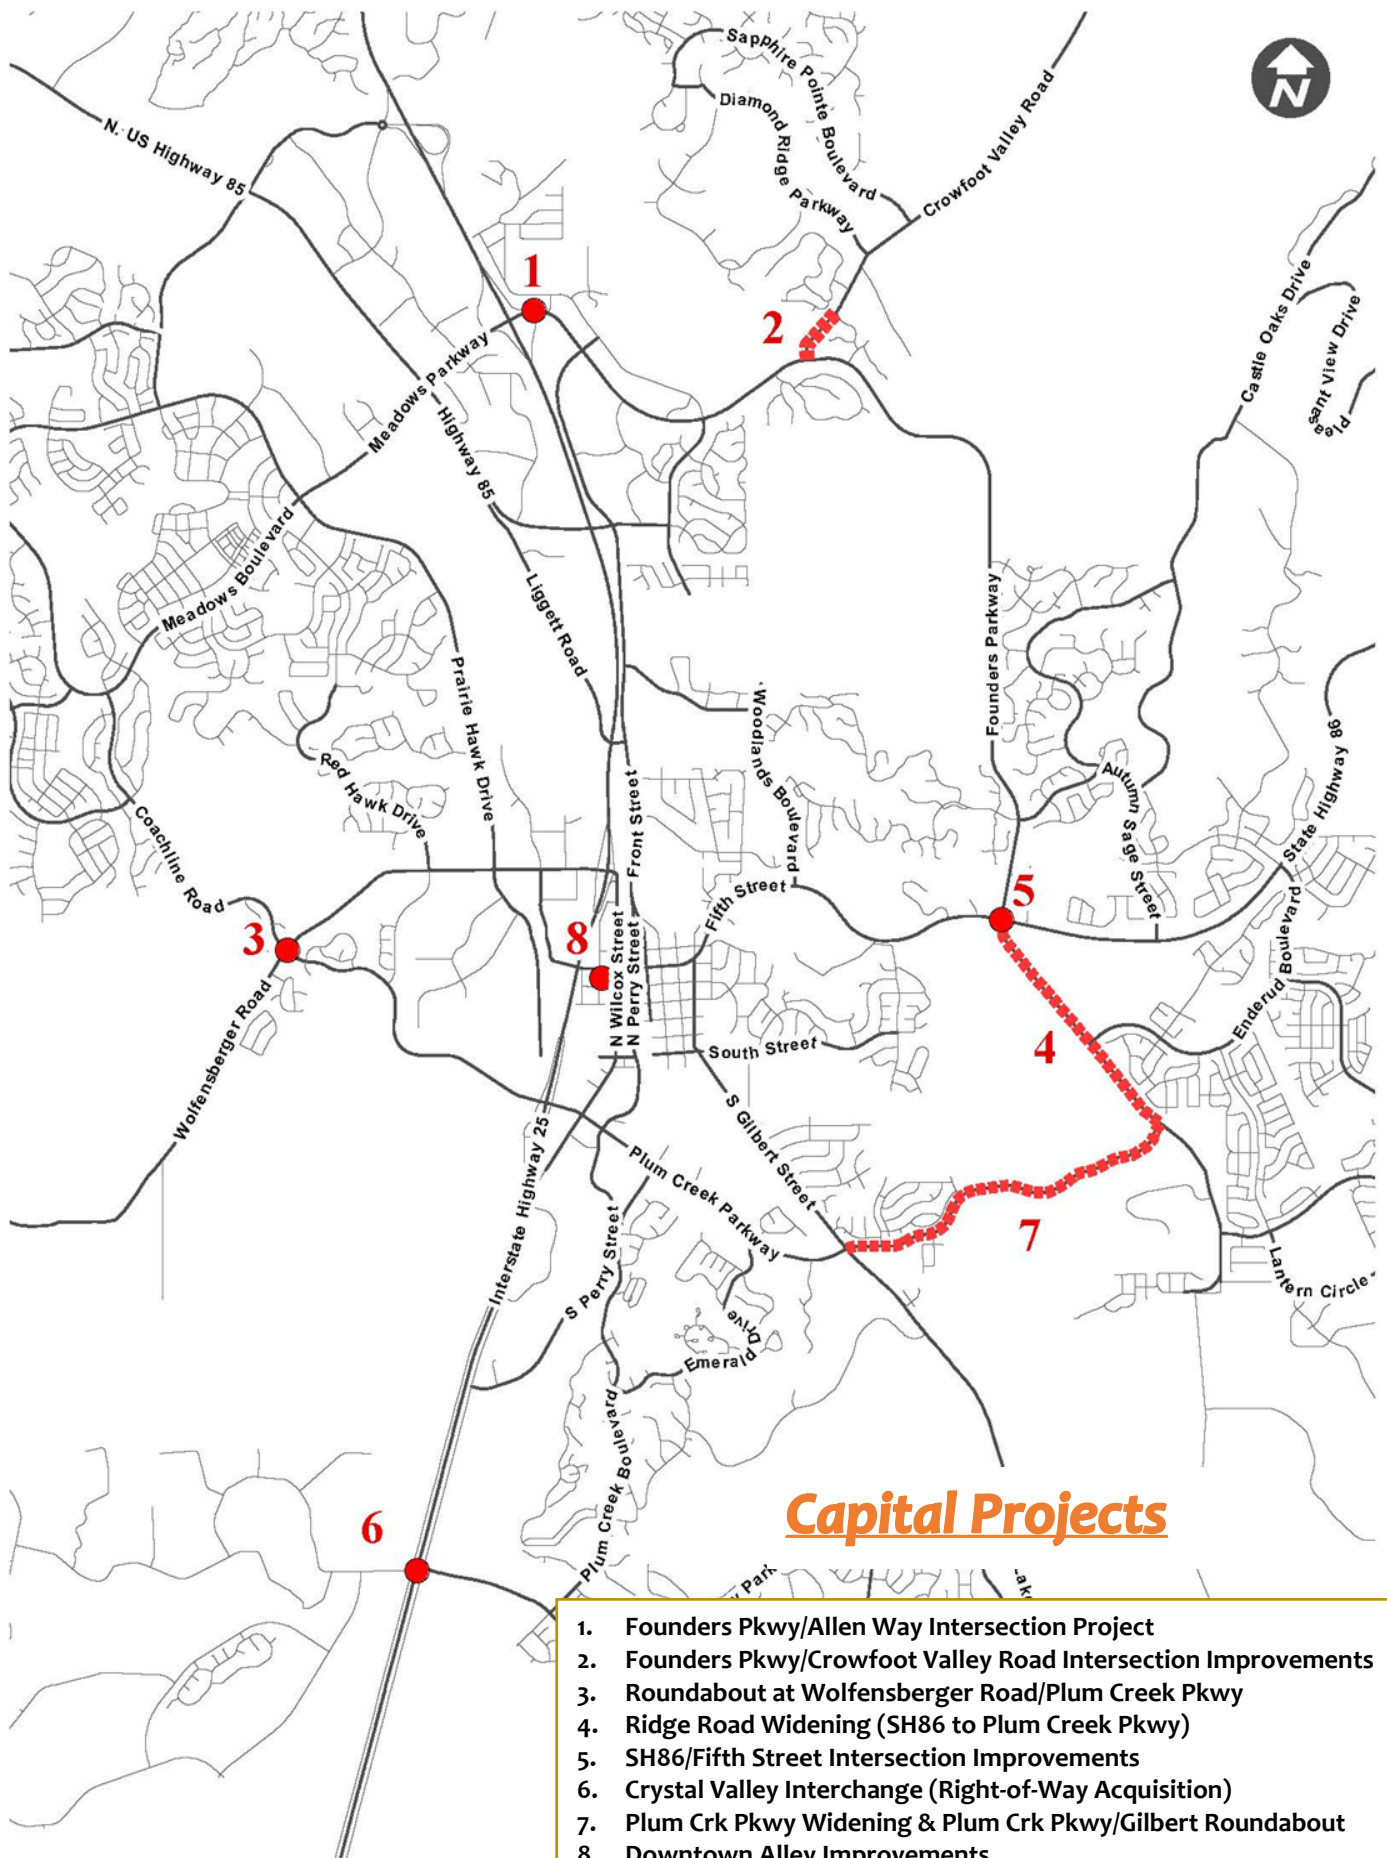 Sapphire Pointe Boulevard
Diamond Ridge Parkway
Crowfoot Valley Road
N
N. US Highway 85
1
2
Castle Oaks Drive
Pleasant View Drive
Meadows Parkway
Highway 85
Meadows Boulevard
Liggett Road
Founders Parkway
Prairie Hawk Drive
Woodlands Boulevard
State Highway 86
Red Hawk Drive
Autumn Sage Street
Coachline Road
Front Street
Fifth Street
5
3
8
N Wilcox Street
N Perry Street
Enderud Boulevard
Wolfensberger Road
4
South Street
S Gilbert Street
Interstate Highway 25
Plum Creek Parkway
7
S Perry Street
Lantern Circle
Emerald Drive
Plum Creek Boulevard
6
Capital Projects
y Park
ake
1. Founders Pkwy/Allen Way Intersection Project
2. Founders Pkwy/Crowfoot Valley Road Intersection Improvements
3. Roundabout at Wolfensberger Road/Plum Creek Pkwy
4. Ridge Road Widening (SH86 to Plum Creek Pkwy)
5. SH86/Fifth Street Intersection Improvements
6. Crystal Valley Interchange (Right-of-Way Acquisition)
7. Plum Crk Pkwy Widening & Plum Crk Pkwy/Gilbert Roundabout
8. Downtown Alley Improvements